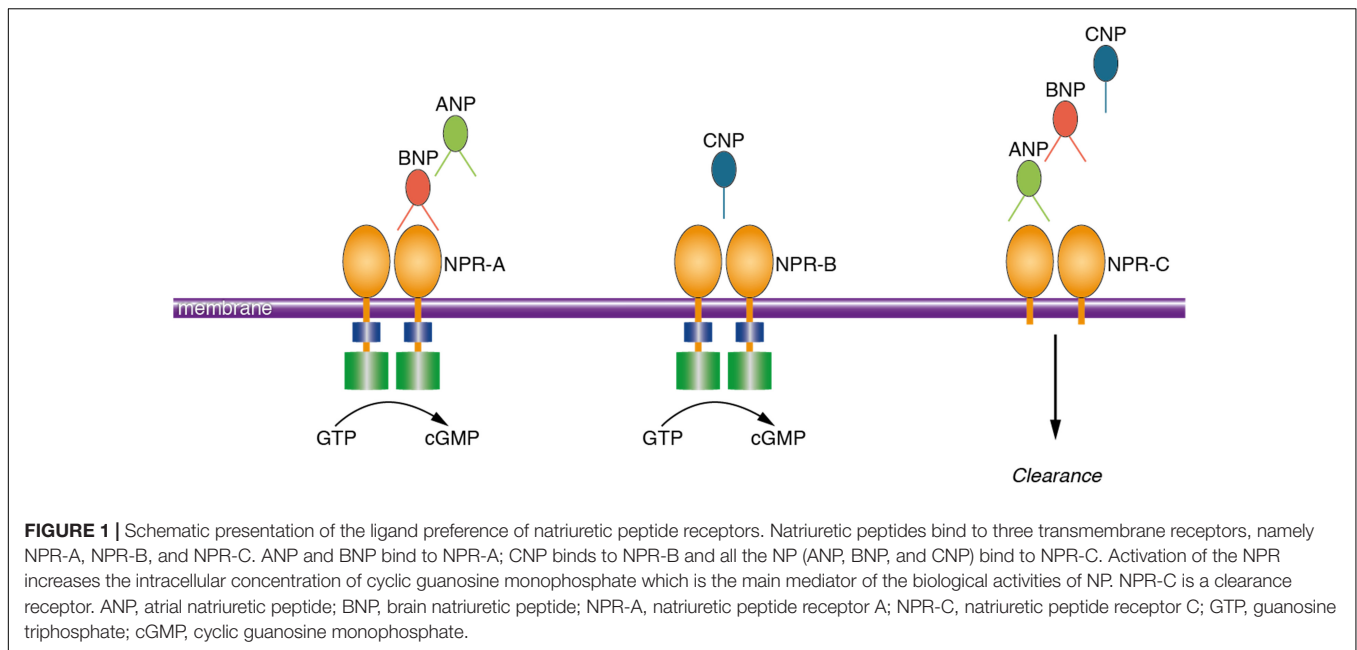 CNP
BNP
ANP
BNP
CNP
ANP
NPR-A
NPR-B
NPR-C
membrane
GTP
cGMP
GTP
cGMP
Clearance
FIGURE 1 | Schematic presentation of the ligand preference of natriuretic peptide receptors. Natriuretic peptides bind to three transmembrane receptors, namely
NPR-A, NPR-B, and NPR-C. ANP and BNP bind to NPR-A; CNP binds to NPR-B and all the NP (ANP, BNP, and CNP) bind to NPR-C. Activation of the NPR
increases the intracellular concentration of cyclic guanosine monophosphate which is the main mediator of the biological activities of NP. NPR-C is a clearance
receptor. ANP, atrial natriuretic peptide; BNP, brain natriuretic peptide; NPR-A, natriuretic peptide receptor A; NPR-C, natriuretic peptide receptor C; GTP, guanosine
triphosphate; cGMP, cyclic guanosine monophosphate.